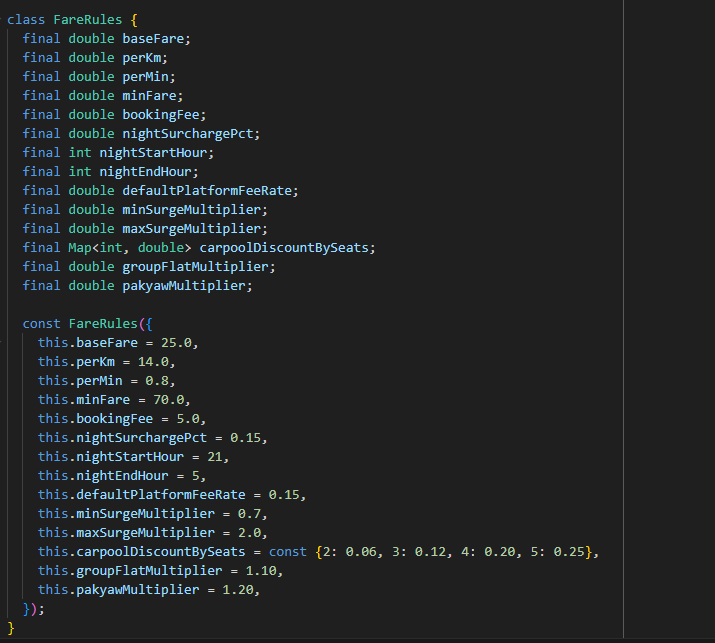 class FareRules {
final double baseFare;
final double perKm;
final double perMin;
final double minFare;
final double bookingFee;
final double nightSurchargePct;
final int nightStartHour;
final int nightEndHour;
final double defaultPlatformFeeRate;
final double minSurgeMultiplier;
final double maxSurgeMultiplier;
final Map<int, double> carpoolDiscountBySeats;
final double groupFlatMultiplier;
final double pakyawMultiplier;
const FareRules({
this.baseFare = 25.0,
this.perKm = 14.0,
this.perMin = 0.8,
this.minFare = 70.0,
this.bookingFee = 5.0,
this.nightSurchargePct = 0.15,
this.nightStartHour = 21,
this.nightEndHour = 5,
this.defaultPlatformFeeRate = 0.15,
this.minSurgeMultiplier = 0.7,
this.maxSurgeMultiplier = 2.0,
this.carpoolDiscountBySeats = const {2: 0.06, 3: 0.12, 4: 0.20, 5: 0.25},
this.groupFlatMultiplier = 1.10,
this.pakyawMultiplier = 1.20,
});
}